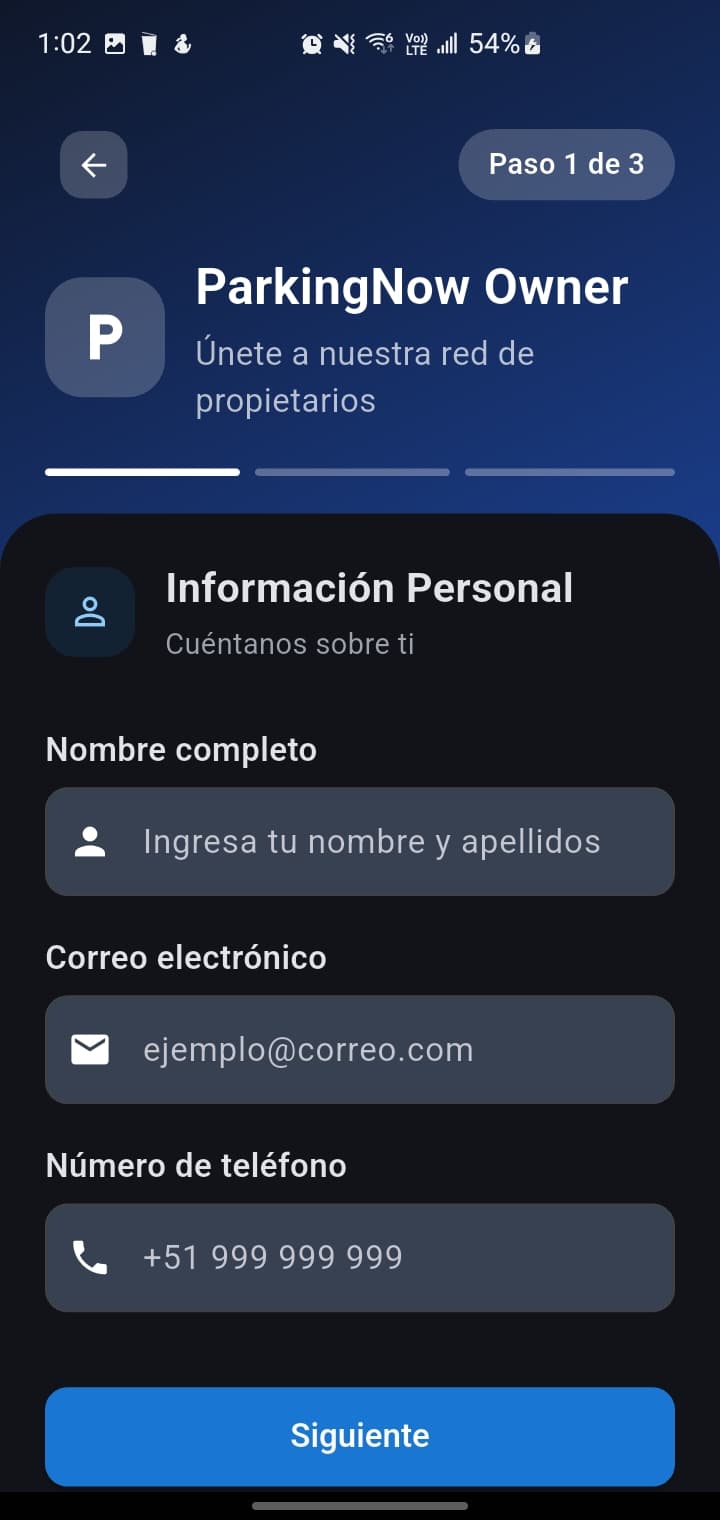 1:02
Vo)) LTE
54%
Paso 1 de 3
P
ParkingNow Owner
Únete a nuestra red de
propietarios
Información Personal
Cuéntanos sobre ti
Nombre completo
Ingresa tu nombre y apellidos
Correo electrónico
ejemplo@correo.com
Número de teléfono
+51 999 999 999
Siguiente